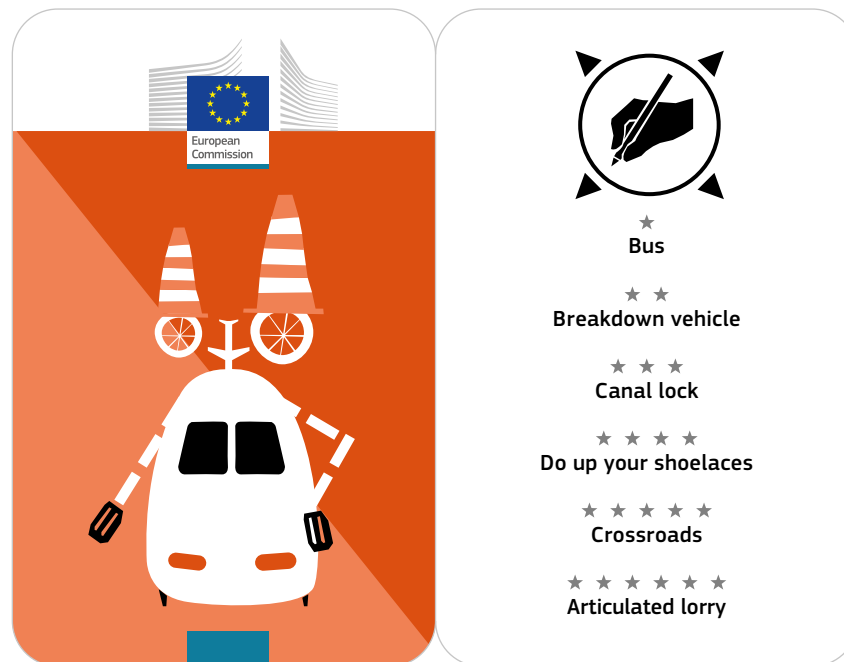 European
Commission
Bus
Breakdown vehicle
Canal lock
Do up your shoelaces
Crossroads
Articulated lorry